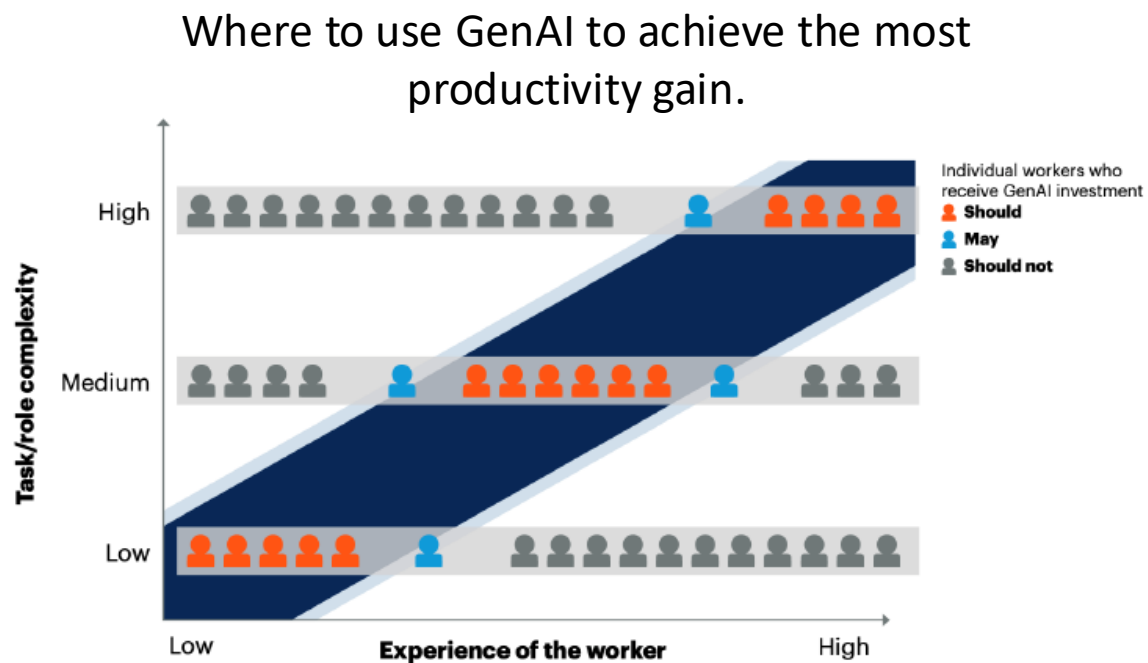 Where to use GenAI to achieve the most
productivity gain.
Individual workers who
receive GenAI investment
Should
May
Should not
Task/role complexity
High
Medium
Low
Low
Experience of the worker
High